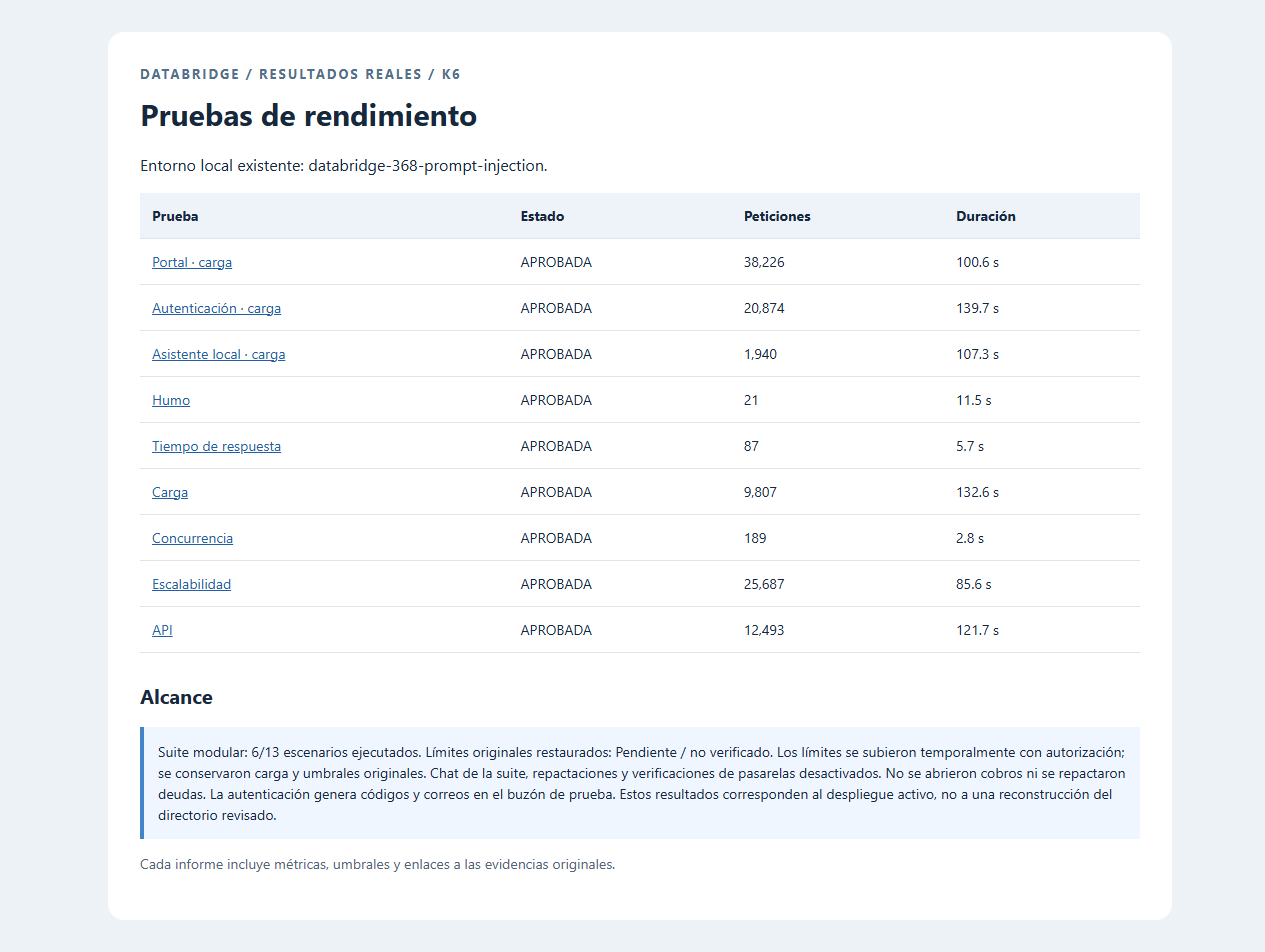 DATABRIDGE / RESULTADOS REALES / K6
Pruebas de rendimiento
Entorno local existente: databridge-368-prompt-injection.
Prueba Estado Peticiones Duración
Portal · carga APROBADA 38,226 100.6 s
Autenticación · carga APROBADA 20,874 139.7 s
Asistente local · carga APROBADA 1,940 107.3 s
Humo APROBADA 21 11.5 s
Tiempo de respuesta APROBADA 87 5.7 s
Carga APROBADA 9,807 132.6 s
Concurrencia APROBADA 189 2.8 s
Escalabilidad APROBADA 25,687 85.6 s
API APROBADA 12,493 121.7 s
Alcance
Suite modular: 6/13 escenarios ejecutados. Límites originales restaurados: Pendiente / no verificado. Los límites se subieron temporalmente con autorización;
se conservaron carga y umbrales originales. Chat de la suite, repactaciones y verificaciones de pasarelas desactivados. No se abrieron cobros ni se repactaron
deudas. La autenticación genera códigos y correos en el buzón de prueba. Estos resultados corresponden al despliegue activo, no a una reconstrucción del
directorio revisado.
Cada informe incluye métricas, umbrales y enlaces a las evidencias originales.